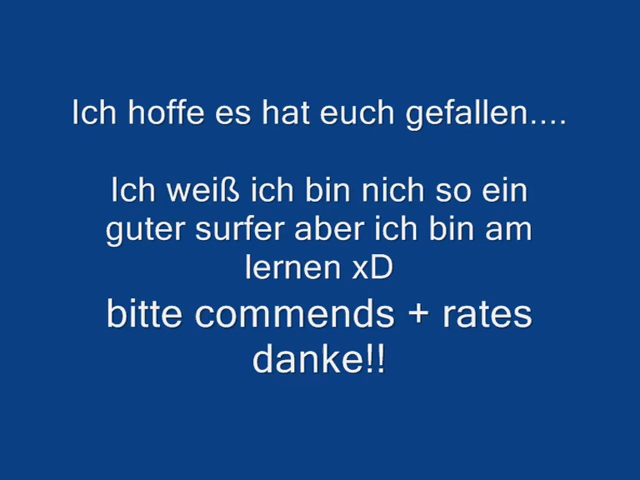 Ich hoffe es hat euch gefallen....
Ich weiß ich bin nich so ein
guter surfer aber ich bin am
lernen xD
bitte commends + rates
danke!!